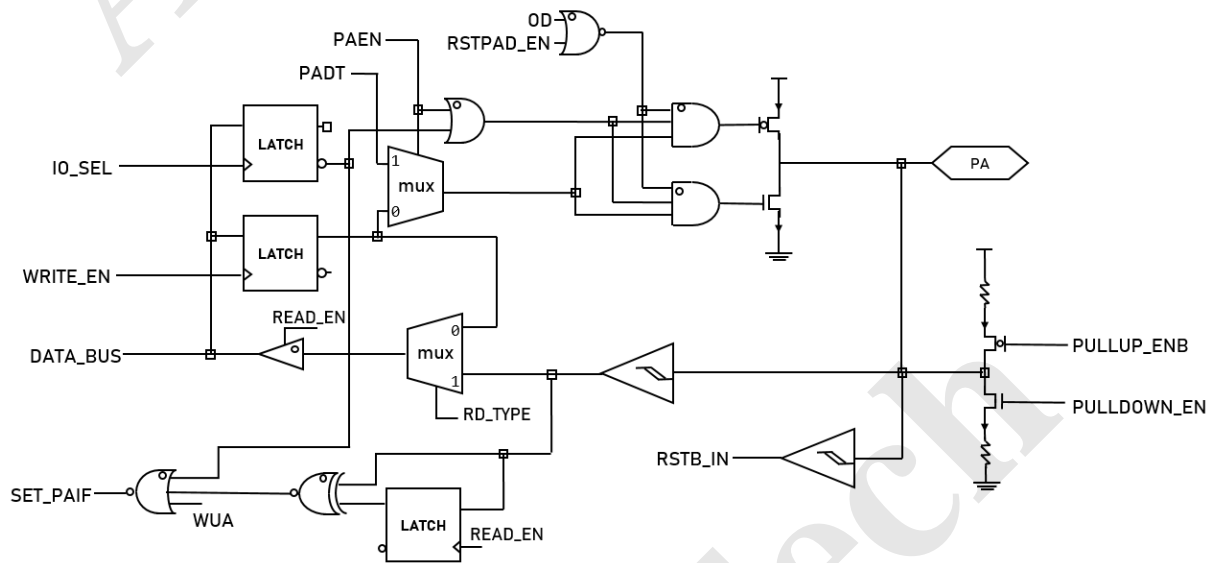 OD
RSTPAD_EN
PAEN
PADT
LATCH
IO_SEL
1
mux
0
PA
LATCH
WRITE_EN
READ_EN
0
mux
1
DATA_BUS
PULLUP_ENB
RD_TYPE
PULLDOWN_EN
RSTB_IN
SET_PAIF
WUA
LATCH
READ_EN